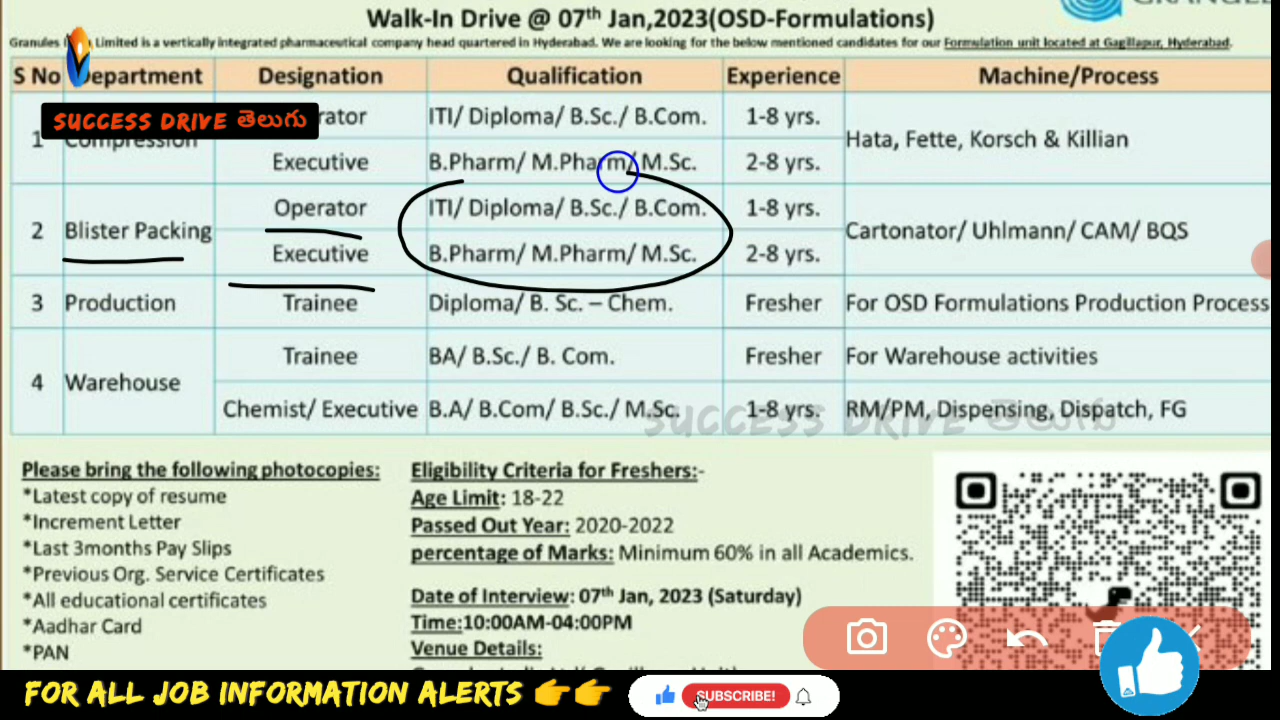 GRANULES
Walk-In Drive @ 07th Jan,2023(OSD-Formulations)
Granules Limited is a vertically integrated pharmaceutical company head quartered in Hyderabad. We are looking for the below mentioned candidates for our Formulation unit located at Gagillapur, Hyderabad.
S No Department Designation Qualification Experience Machine/Process
SUCCESS DRIVE తెలుగు
1 Compression rator ITI/ Diploma/ B.Sc./ B.Com. 1-8 yrs. Hata, Fette, Korsch & Killian
Executive B.Pharm/ M.Pharm/ M.Sc. 2-8 yrs.
2 Blister Packing Operator ITI/ Diploma/ B.Sc./ B.Com. 1-8 yrs. Cartonator/ Uhlmann/ CAM/ BQS
Executive B.Pharm/ M.Pharm/ M.Sc. 2-8 yrs.
3 Production Trainee Diploma/ B. Sc. – Chem. Fresher For OSD Formulations Production Process
4 Warehouse Trainee BA/ B.Sc./ B. Com. Fresher For Warehouse activities
Chemist/ Executive B.A/ B.Com/ B.Sc./ M.Sc. 1-8 yrs. RM/PM, Dispensing, Dispatch, FG
SUCCESS DRIVE తెలుగు
Please bring the following photocopies:
*Latest copy of resume
*Increment Letter
*Last 3months Pay Slips
*Previous Org. Service Certificates
*All educational certificates
*Aadhar Card
*PAN
Eligibility Criteria for Freshers:-
Age Limit: 18-22
Passed Out Year: 2020-2022
percentage of Marks: Minimum 60% in all Academics.
Date of Interview: 07th Jan, 2023 (Saturday)
Time:10:00AM-04:00PM
Venue Details:
FOR ALL JOB INFORMATION ALERTS 👉👉
SUBSCRIBE!